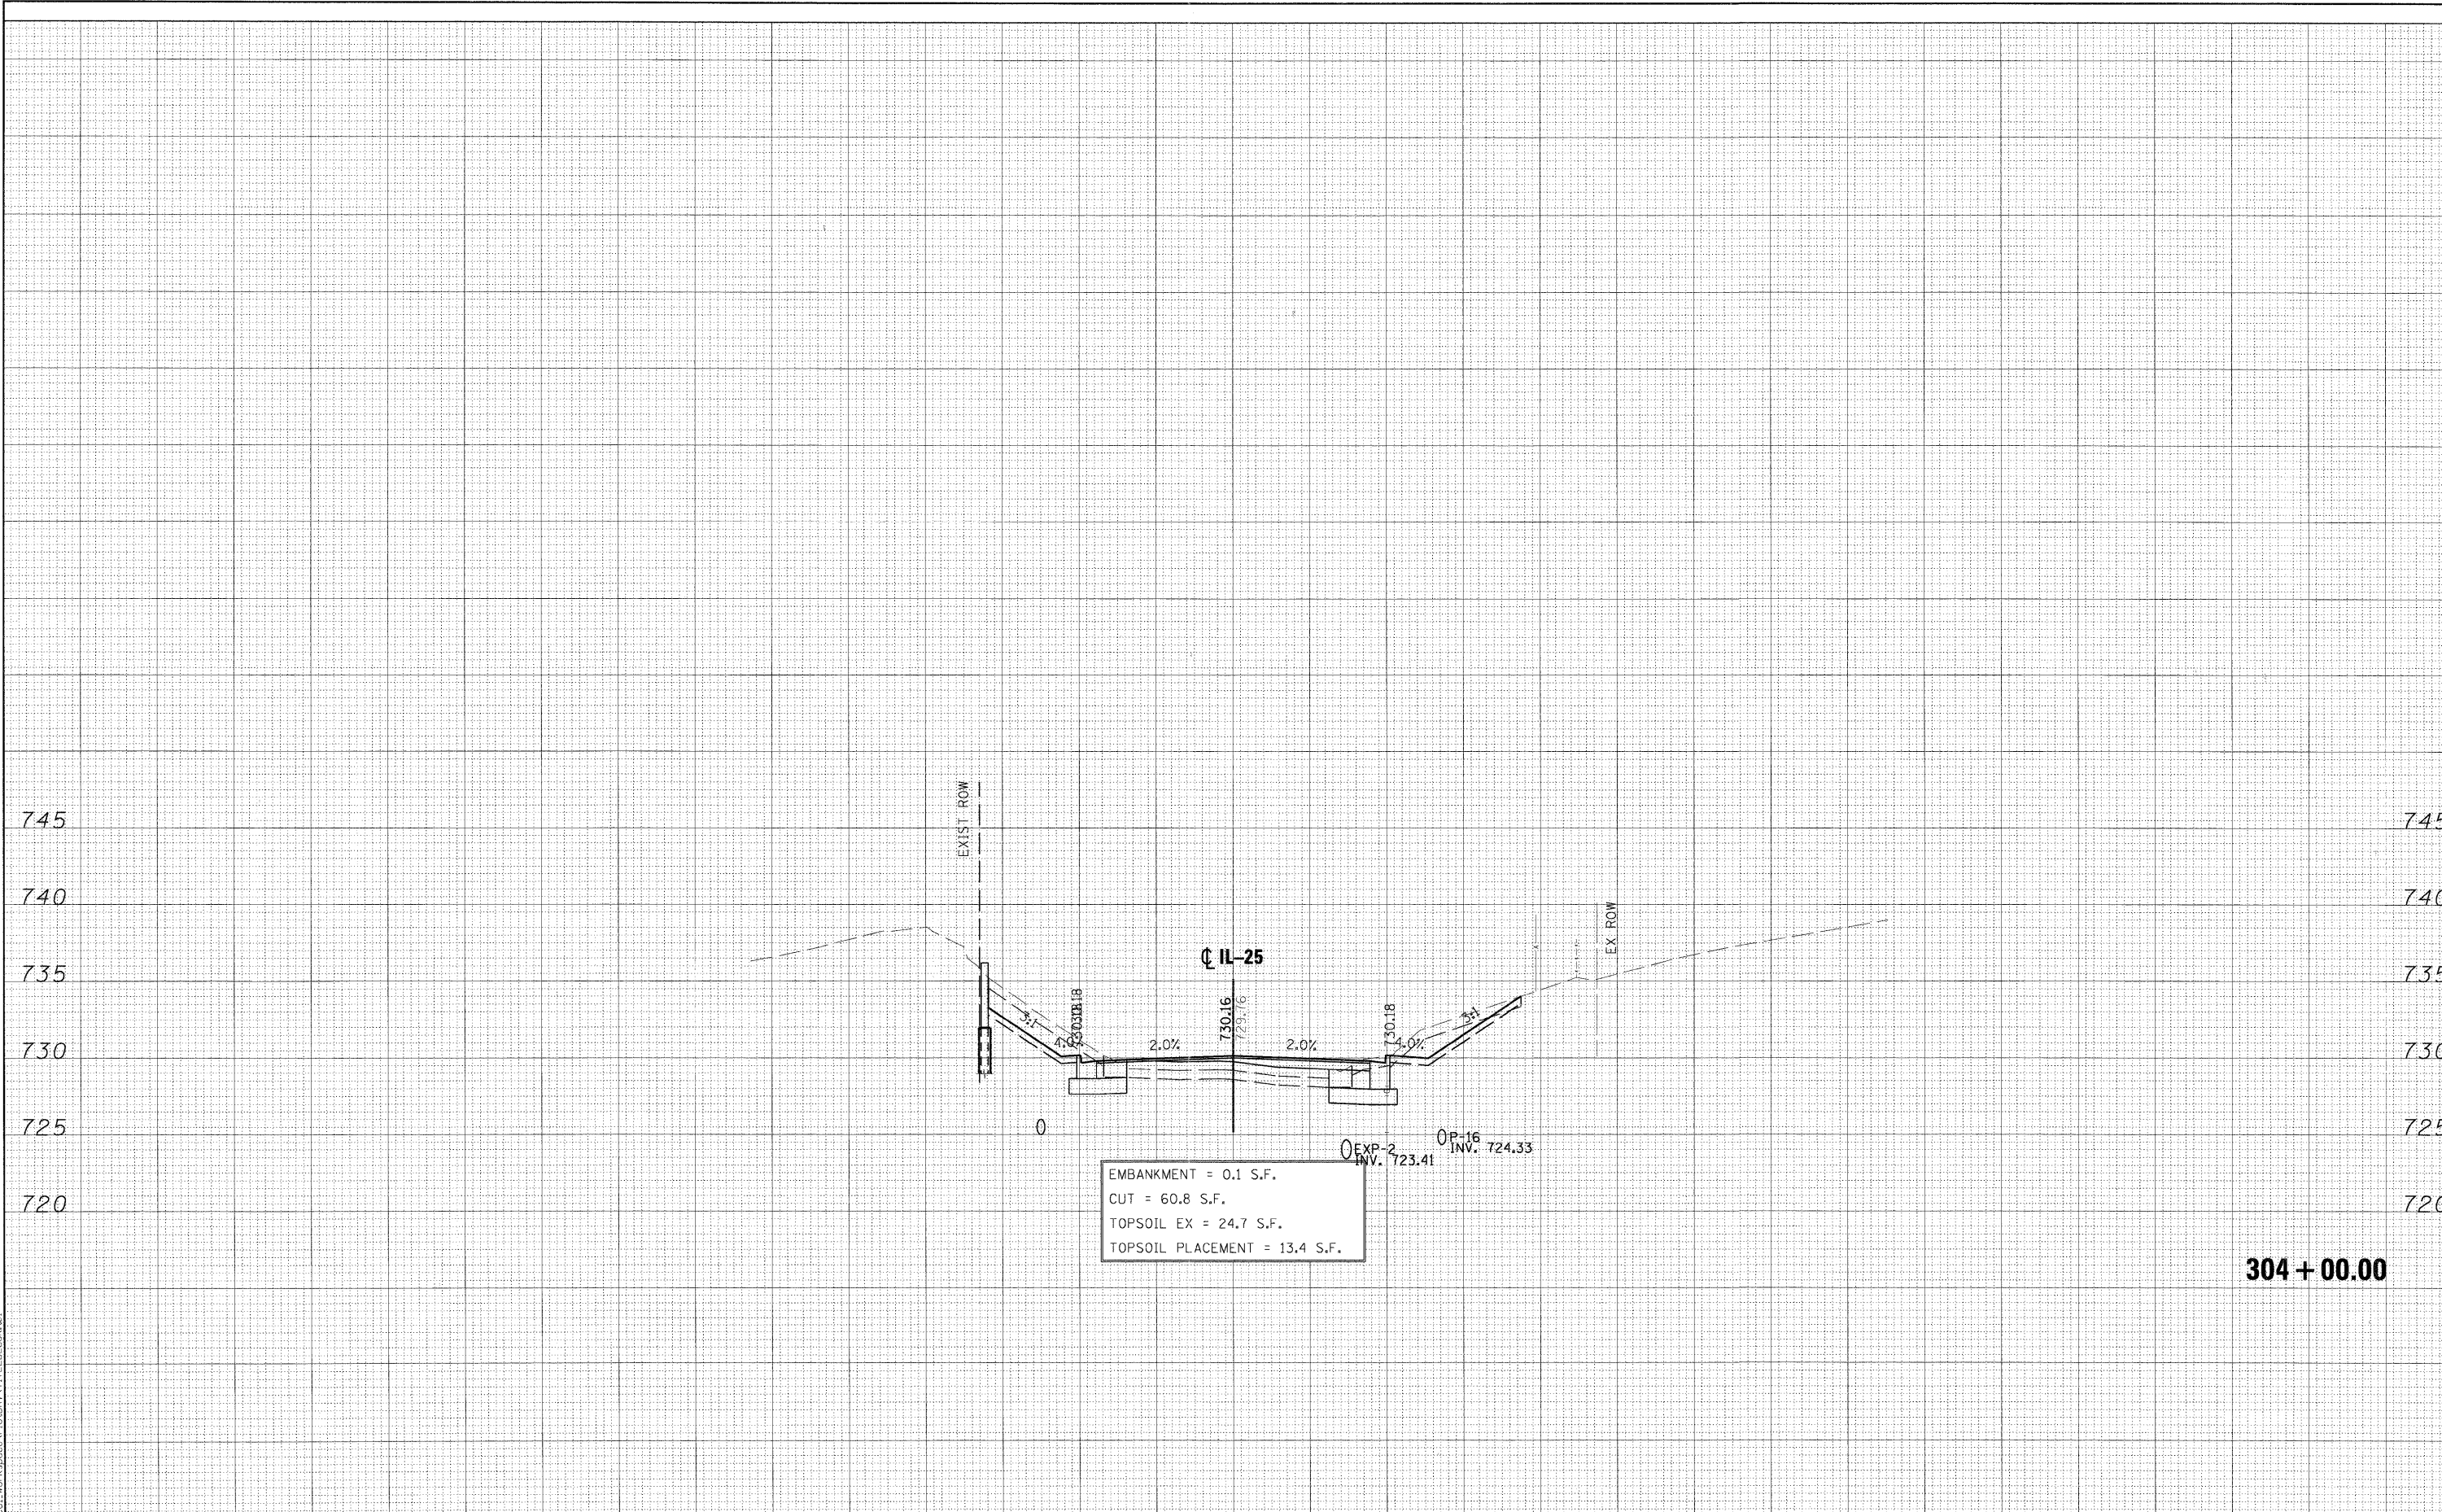 EXIST ROW
745
745
740
740
EX ROW
735
735
℄ IL-25
730.18
730.16
729.76
730.18
3:1
3:1
4.0%
2.0%
2.0%
4.0%
730
730
725
725
P-16
INV. 724.33
EXP-2
INV. 723.41
EMBANKMENT = 0.1 S.F.
CUT = 60.8 S.F.
TOPSOIL EX = 24.7 S.F.
TOPSOIL PLACEMENT = 13.4 S.F.
720
720
304 + 00.00